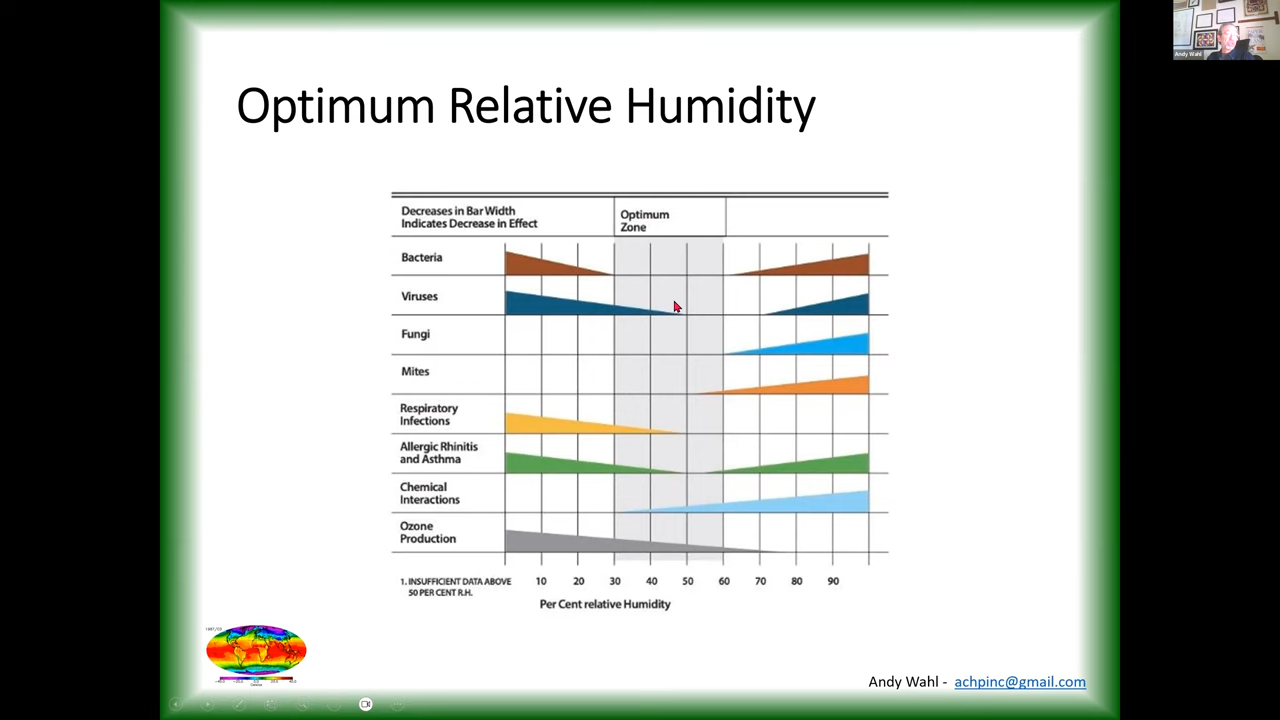 Andy Wahl
Optimum Relative Humidity
Decreases in Bar Width
Indicates Decrease in Effect
Optimum
Zone
Bacteria
Viruses
Fungi
Mites
Respiratory
Infections
Allergic Rhinitis
and Asthma
Chemical
Interactions
Ozone
Production
1. INSUFFICIENT DATA ABOVE
50 PER CENT R.H.
10 20 30 40 50 60 70 80 90
Per Cent relative Humidity
Andy Wahl - achpinc@gmail.com